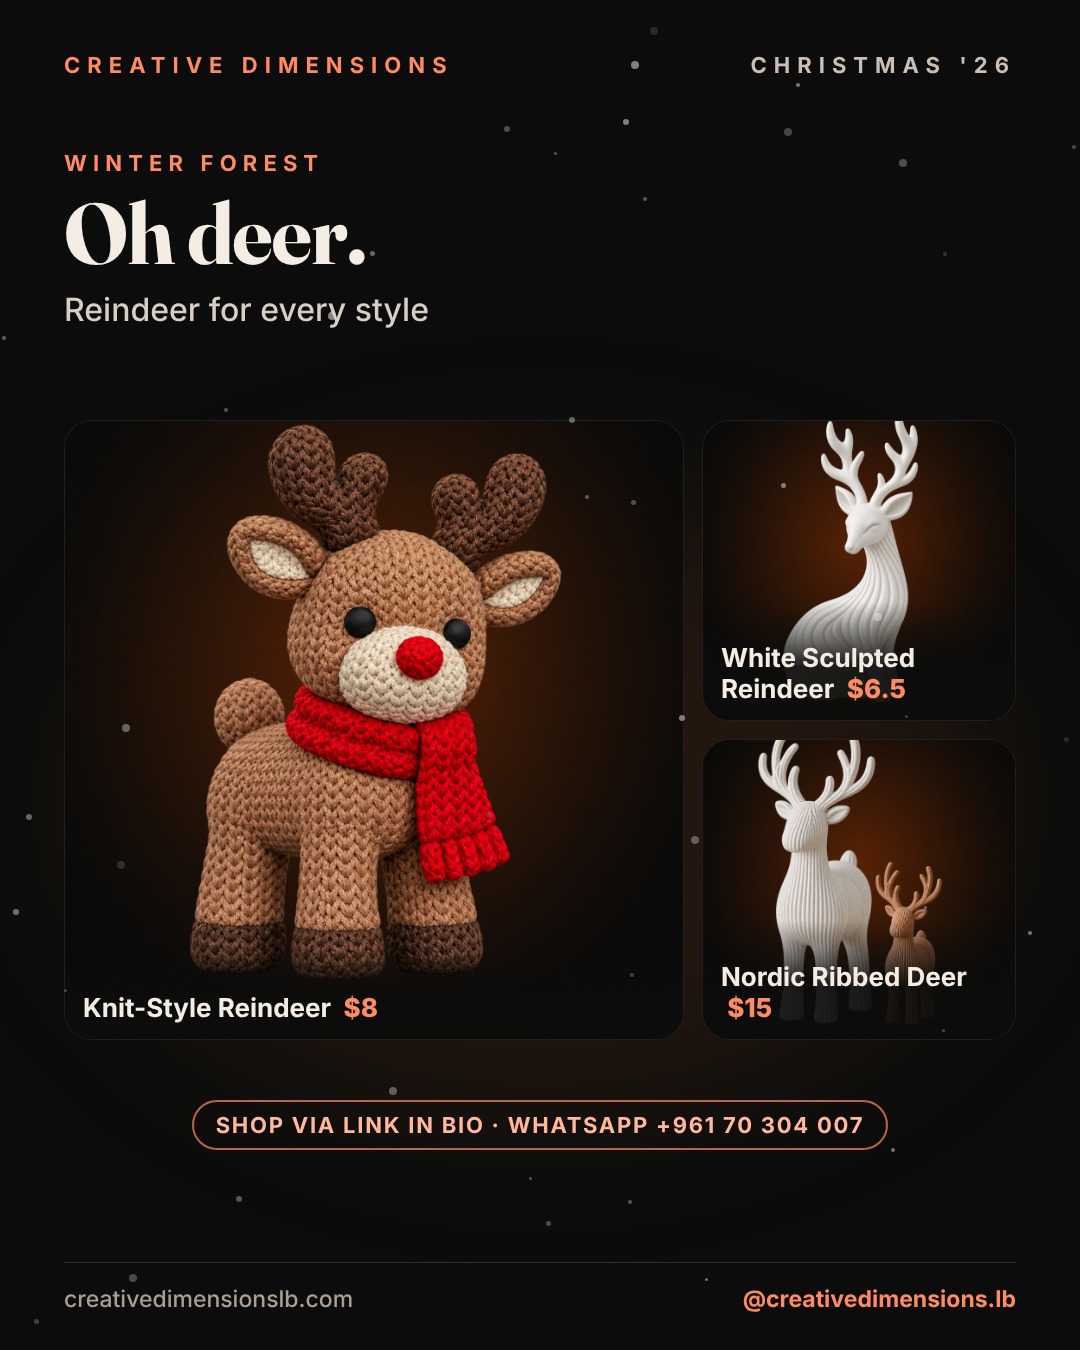 CREATIVE DIMENSIONS
CHRISTMAS '26
WINTER FOREST
Oh deer.
Reindeer for every style
Knit-Style Reindeer $8
White Sculpted
Reindeer $6.5
Nordic Ribbed Deer
$15
SHOP VIA LINK IN BIO · WHATSAPP +961 70 304 007
creativedimensionslb.com
@creativedimensions.lb